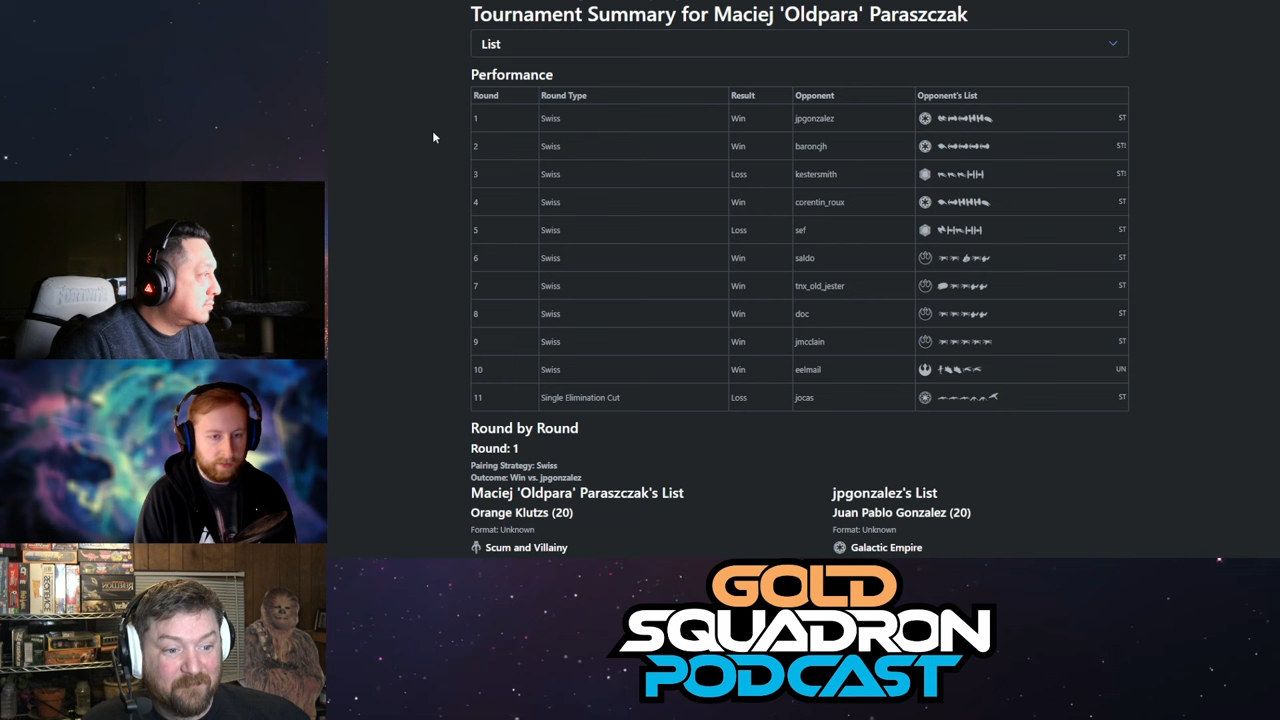 Tournament Summary for Maciej 'Oldpara' Paraszczak
List
Performance
Round Round Type Result Opponent Opponent's List
1 Swiss Win jpgonzalez ST
2 Swiss Win baroncjh
3 Swiss Loss kestersmith
4 Swiss Win corentin_roux ST
5 Swiss Loss sef ST
6 Swiss Win saldo ST
7 Swiss Win tnx_old_jester ST
8 Swiss Win doc ST
9 Swiss Win jmcclain ST
10 Swiss Win eelmail UN
11 Single Elimination Cut Loss jocas ST
Round by Round
Round: 1
Pairing Strategy: Swiss
Outcome: Win vs. jpgonzalez
Maciej 'Oldpara' Paraszczak's List
Orange Klutzs (20)
Format: Unknown
Scum and Villainy
jpgonzalez's List
Juan Pablo Gonzalez (20)
Format: Unknown
Galactic Empire
GOLD
SQUADRON
PODCAST